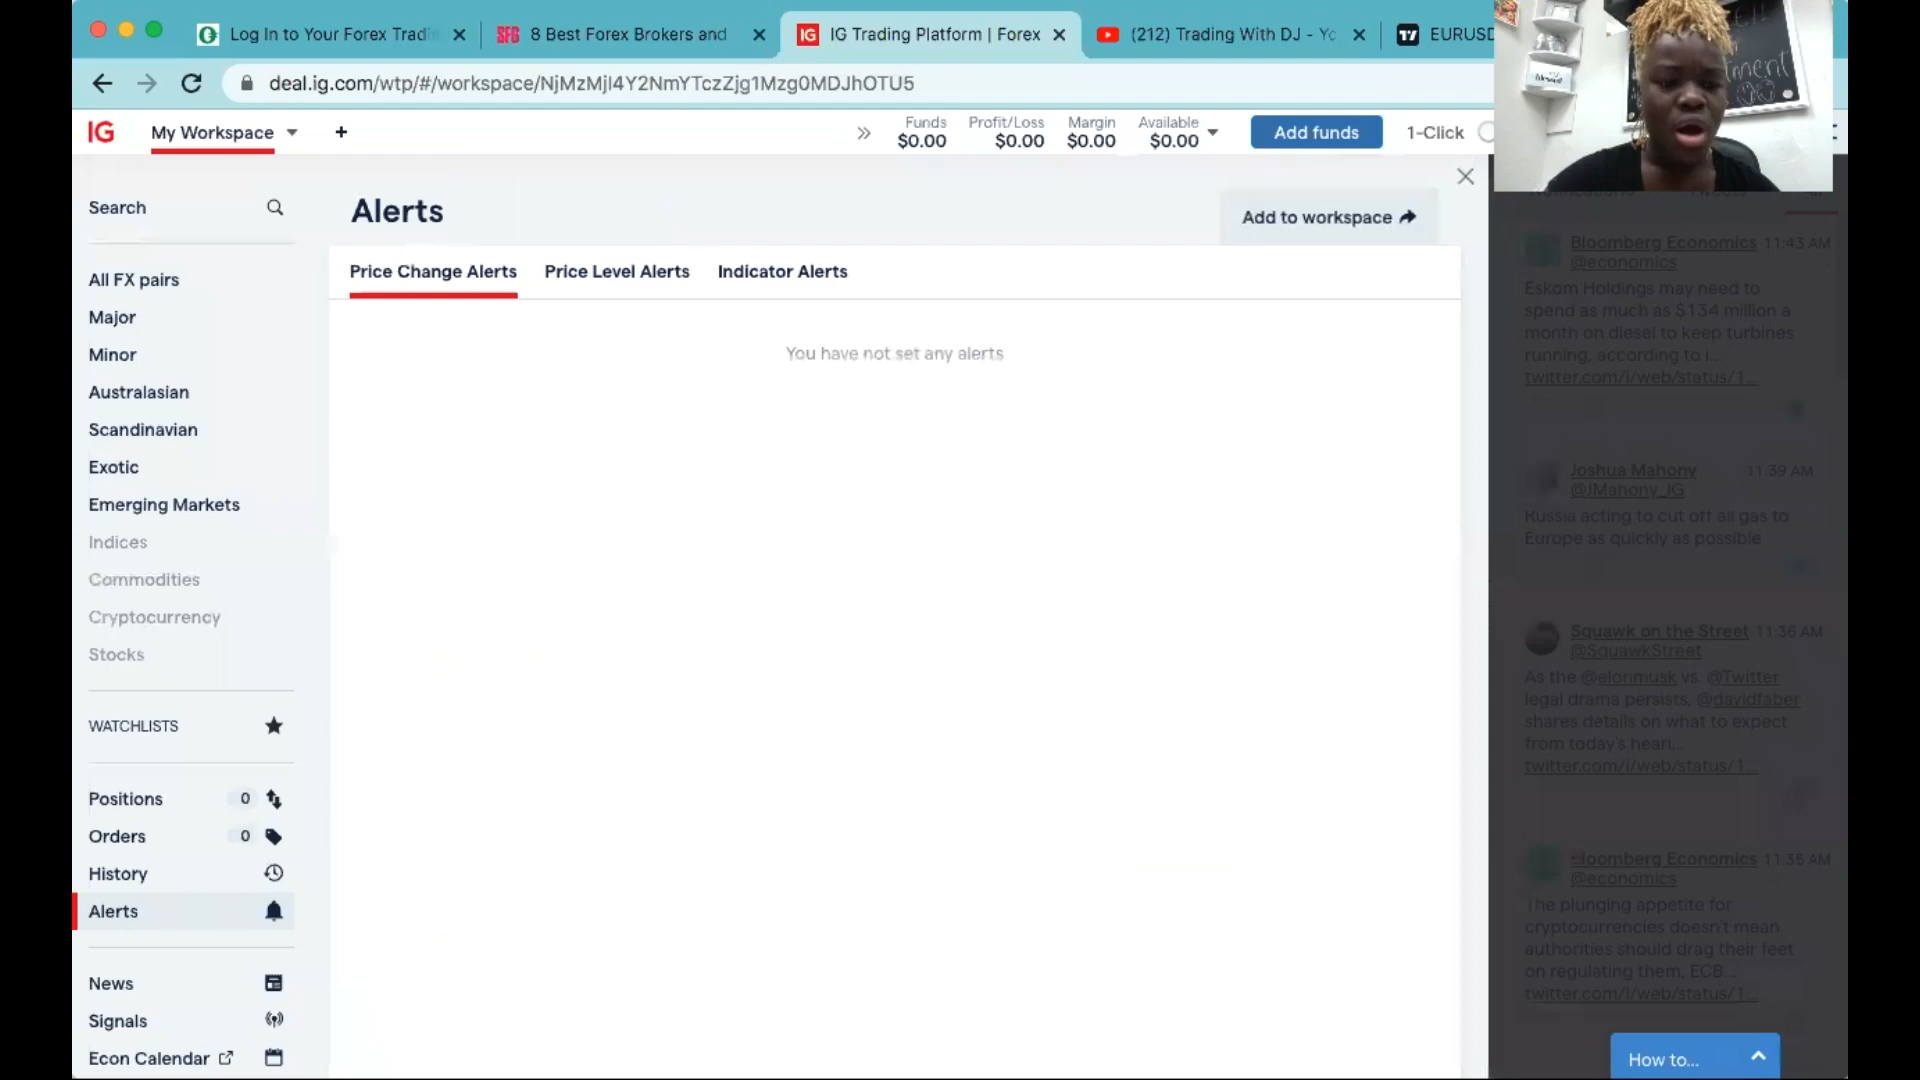 Log In to Your Forex Tradi
SFG 8 Best Forex Brokers and
IG IG Trading Platform | Forex
(212) Trading With DJ - Yo
EURUSD
deal.ig.com/wtp/#/workspace/NjMzMjI4Y2NmYTczZjg1Mzg0MDJhOTU5
IG
My Workspace
+
Funds
$0.00
Profit/Loss
$0.00
Margin
$0.00
Available
$0.00
Add funds
1-Click
Search
All FX pairs
Major
Minor
Australasian
Scandinavian
Exotic
Emerging Markets
Indices
Commodities
Cryptocurrency
Stocks
WATCHLISTS
Positions 0
Orders 0
History
Alerts
News
Signals
Econ Calendar
Alerts
Add to workspace
Price Change Alerts
Price Level Alerts
Indicator Alerts
You have not set any alerts
Bloomberg Economics 11:43 AM
@economics
Eskom Holdings may need to
spend as much as $134 million a
month on diesel to keep turbines
running, according to i...
twitter.com/i/web/status/1...
Joshua Mahony 11:39 AM
@JMahony_IG
Russia acting to cut off all gas to
Europe as quickly as possible
Squawk on the Street 11:36 AM
@SquawkStreet
As the @elonmusk vs. @Twitter
legal drama persists, @davidfaber
shares details on what to expect
from today's heari...
twitter.com/i/web/status/1...
Bloomberg Economics 11:35 AM
@economics
The plunging appetite for
cryptocurrencies doesn't mean
authorities should drag their feet
on regulating them, ECB...
twitter.com/i/web/status/1...
How to...